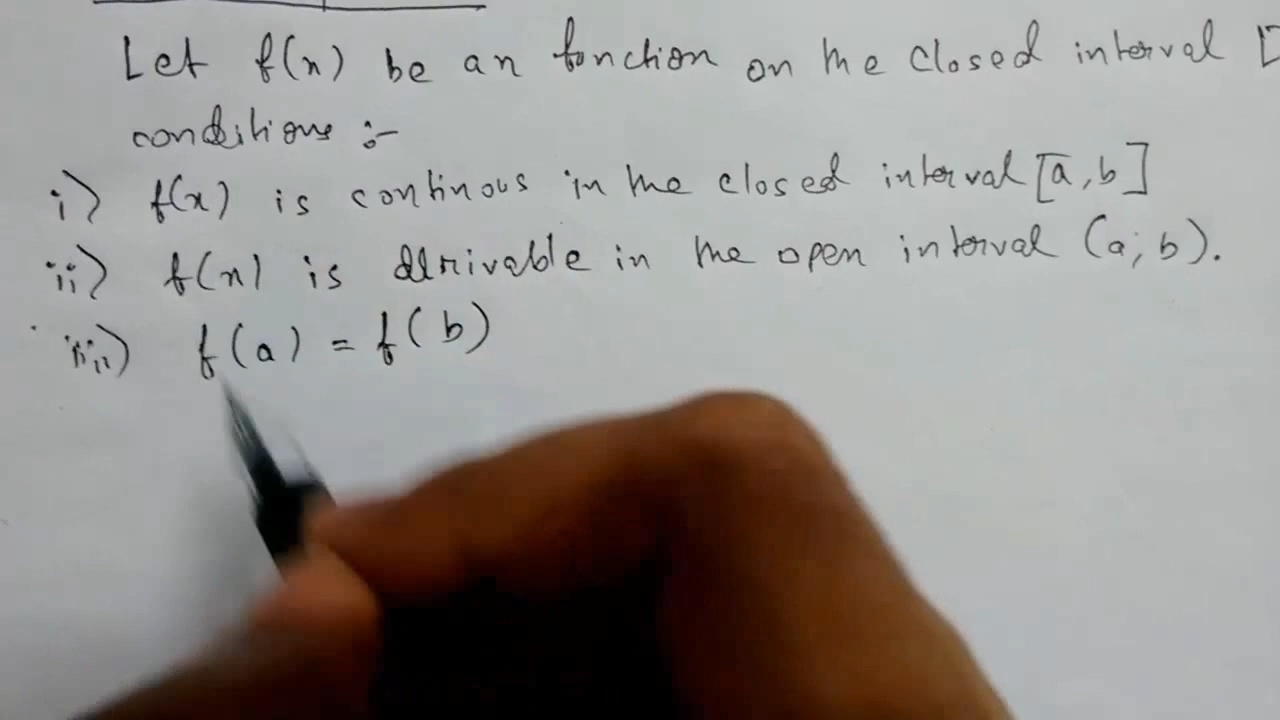 Let f(x) be an function on the closed interval [
conditions :-
i) f(x) is continous in the closed interval [a, b]
ii) f(x) is derivable in the open interval (a, b).
iii) f(a) = f(b)